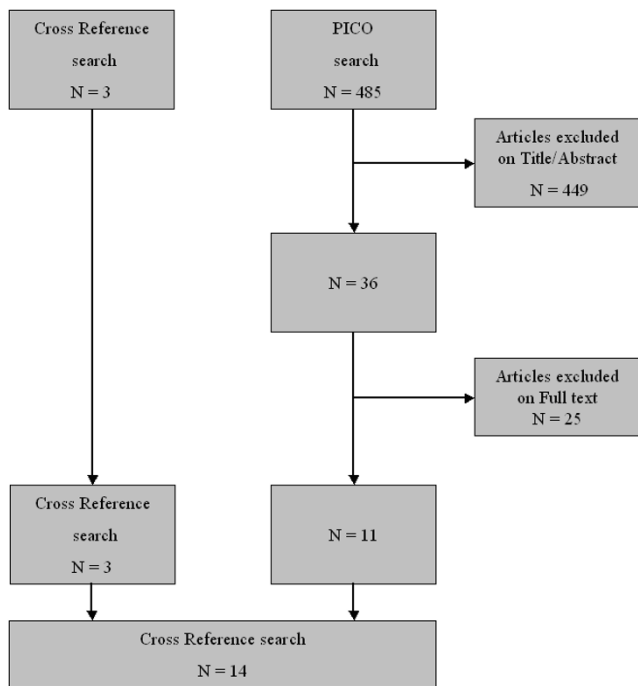 Cross Reference
search
N = 3
PICO
search
N = 485
Articles excluded
on Title/Abstract
N = 449
N = 36
Articles excluded
on Full text
N = 25
Cross Reference
search
N = 3
N = 11
Cross Reference search
N = 14